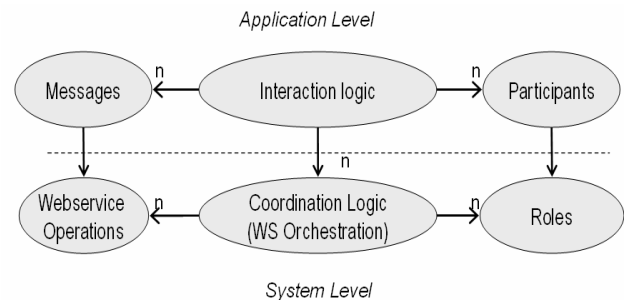 Application Level
n
n
Messages
Interaction logic
Participants
n
Webservice
Operations
n
Coordination Logic
(WS Orchestration)
n
Roles
System Level